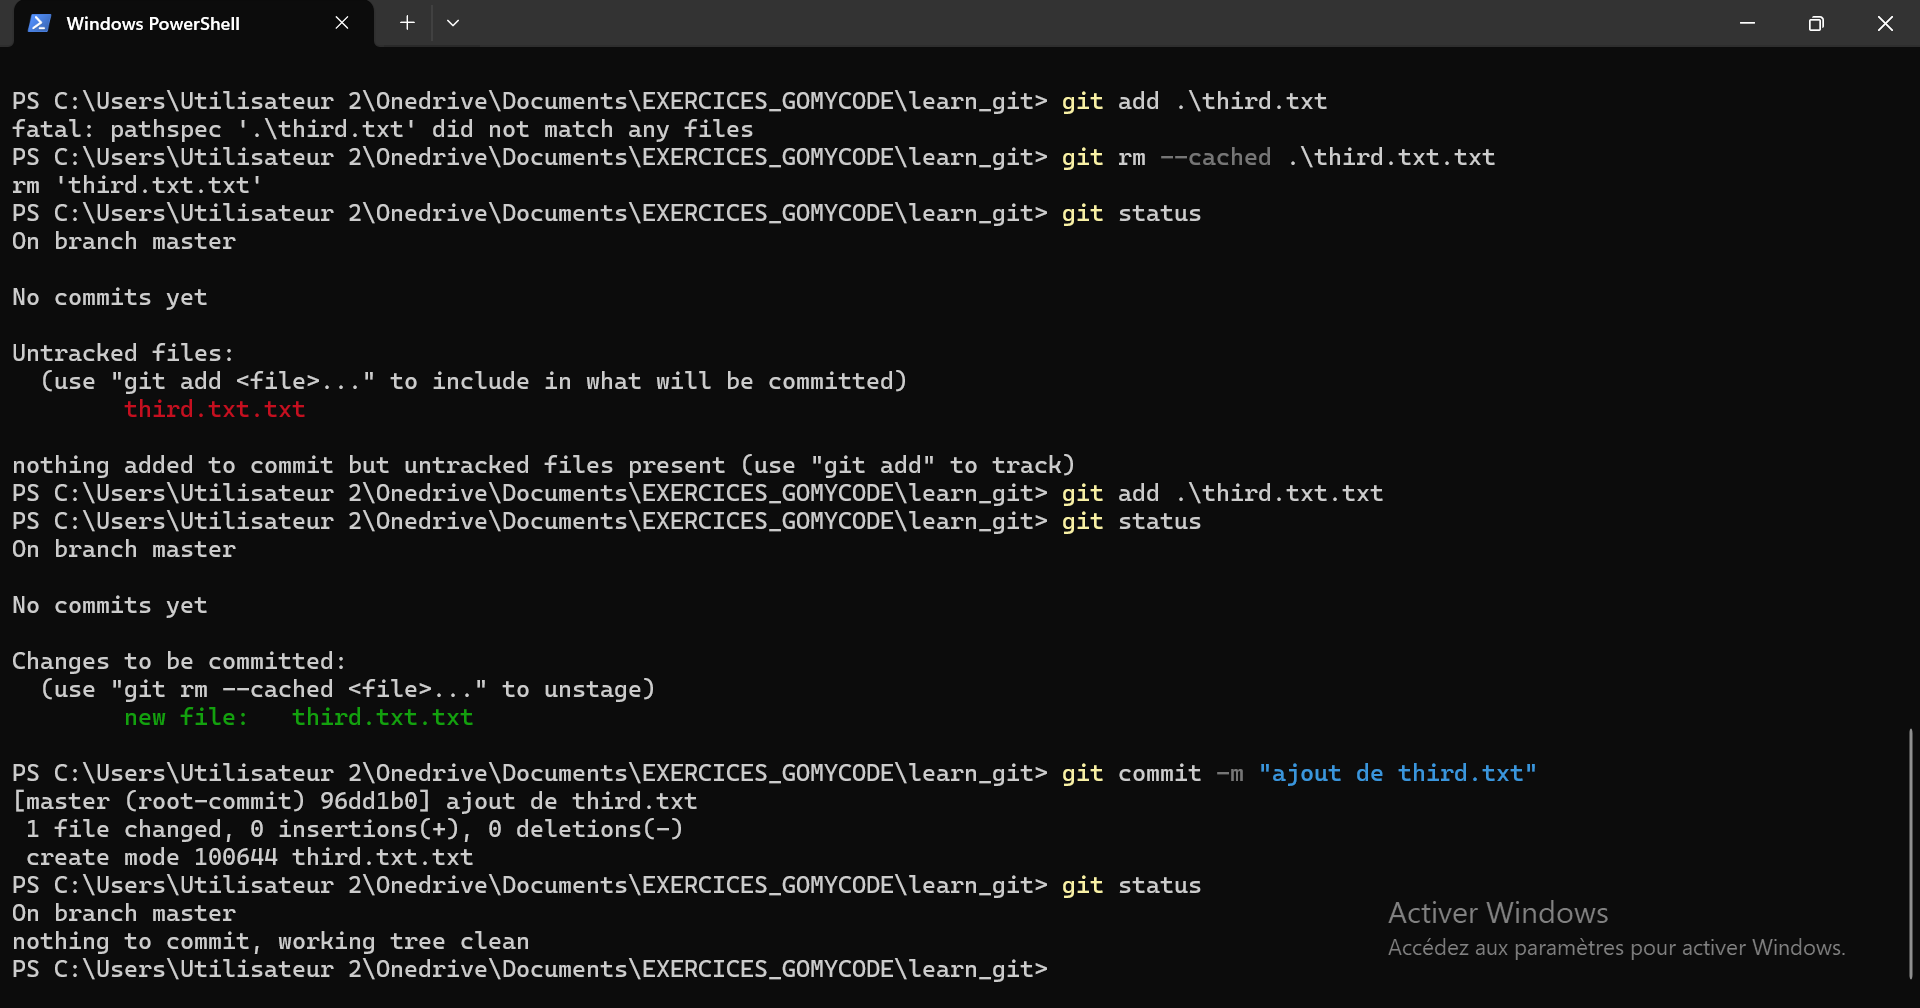 Windows PowerShell
PS C:\Users\Utilisateur 2\Onedrive\Documents\EXERCICES_GOMYCODE\learn_git> git add .\third.txt
fatal: pathspec '.\third.txt' did not match any files
PS C:\Users\Utilisateur 2\Onedrive\Documents\EXERCICES_GOMYCODE\learn_git> git rm --cached .\third.txt.txt
rm 'third.txt.txt'
PS C:\Users\Utilisateur 2\Onedrive\Documents\EXERCICES_GOMYCODE\learn_git> git status
On branch master
No commits yet
Untracked files:
  (use "git add <file>..." to include in what will be committed)
        third.txt.txt
nothing added to commit but untracked files present (use "git add" to track)
PS C:\Users\Utilisateur 2\Onedrive\Documents\EXERCICES_GOMYCODE\learn_git> git add .\third.txt.txt
PS C:\Users\Utilisateur 2\Onedrive\Documents\EXERCICES_GOMYCODE\learn_git> git status
On branch master
No commits yet
Changes to be committed:
  (use "git rm --cached <file>..." to unstage)
        new file:   third.txt.txt
PS C:\Users\Utilisateur 2\Onedrive\Documents\EXERCICES_GOMYCODE\learn_git> git commit -m "ajout de third.txt"
[master (root-commit) 96dd1b0] ajout de third.txt
 1 file changed, 0 insertions(+), 0 deletions(-)
 create mode 100644 third.txt.txt
PS C:\Users\Utilisateur 2\Onedrive\Documents\EXERCICES_GOMYCODE\learn_git> git status
On branch master
nothing to commit, working tree clean
PS C:\Users\Utilisateur 2\Onedrive\Documents\EXERCICES_GOMYCODE\learn_git>
Activer Windows
Accédez aux paramètres pour activer Windows.